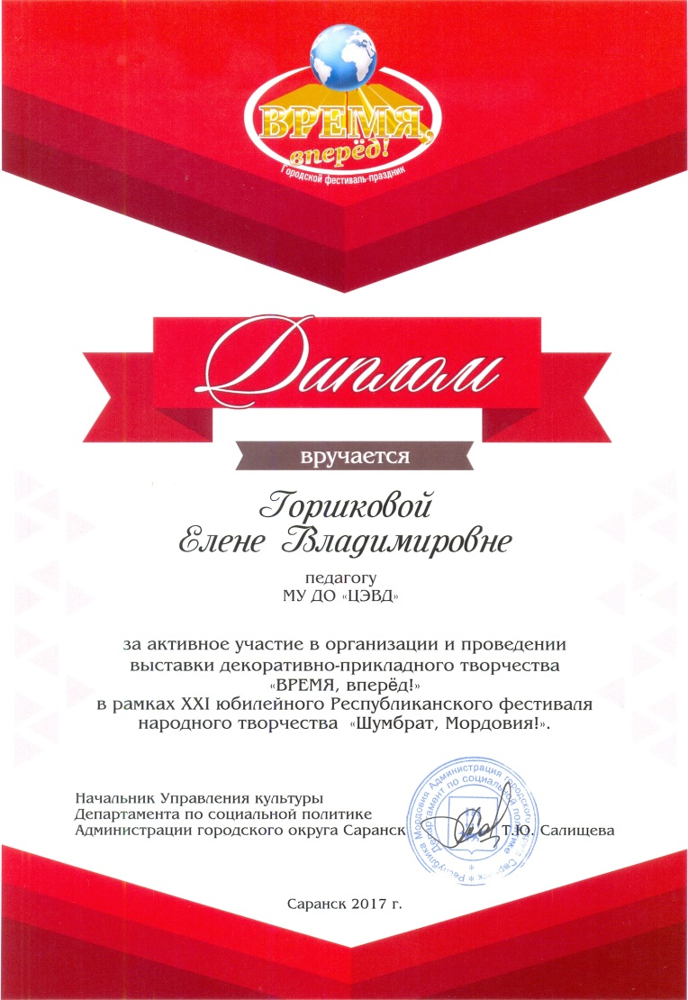 ВРЕМЯ,
вперёд!
Городской фестиваль-праздник
Диплом
вручается
Горшковой
Елене Владимировне
педагогу
МУ ДО «ЦЭВД»
за активное участие в организации и проведении
выставки декоративно-прикладного творчества
«ВРЕМЯ, вперёд!»
в рамках XXI юбилейного Республиканского фестиваля
народного творчества «Шумбрат, Мордовия!».
Начальник Управления культуры
Департамента по социальной политике
Администрации городского округа Саранск Т.Ю. Салищева
Республика Мордовия Администрация городского округа Саранск
Департамент по социальной политике
Саранск 2017 г.